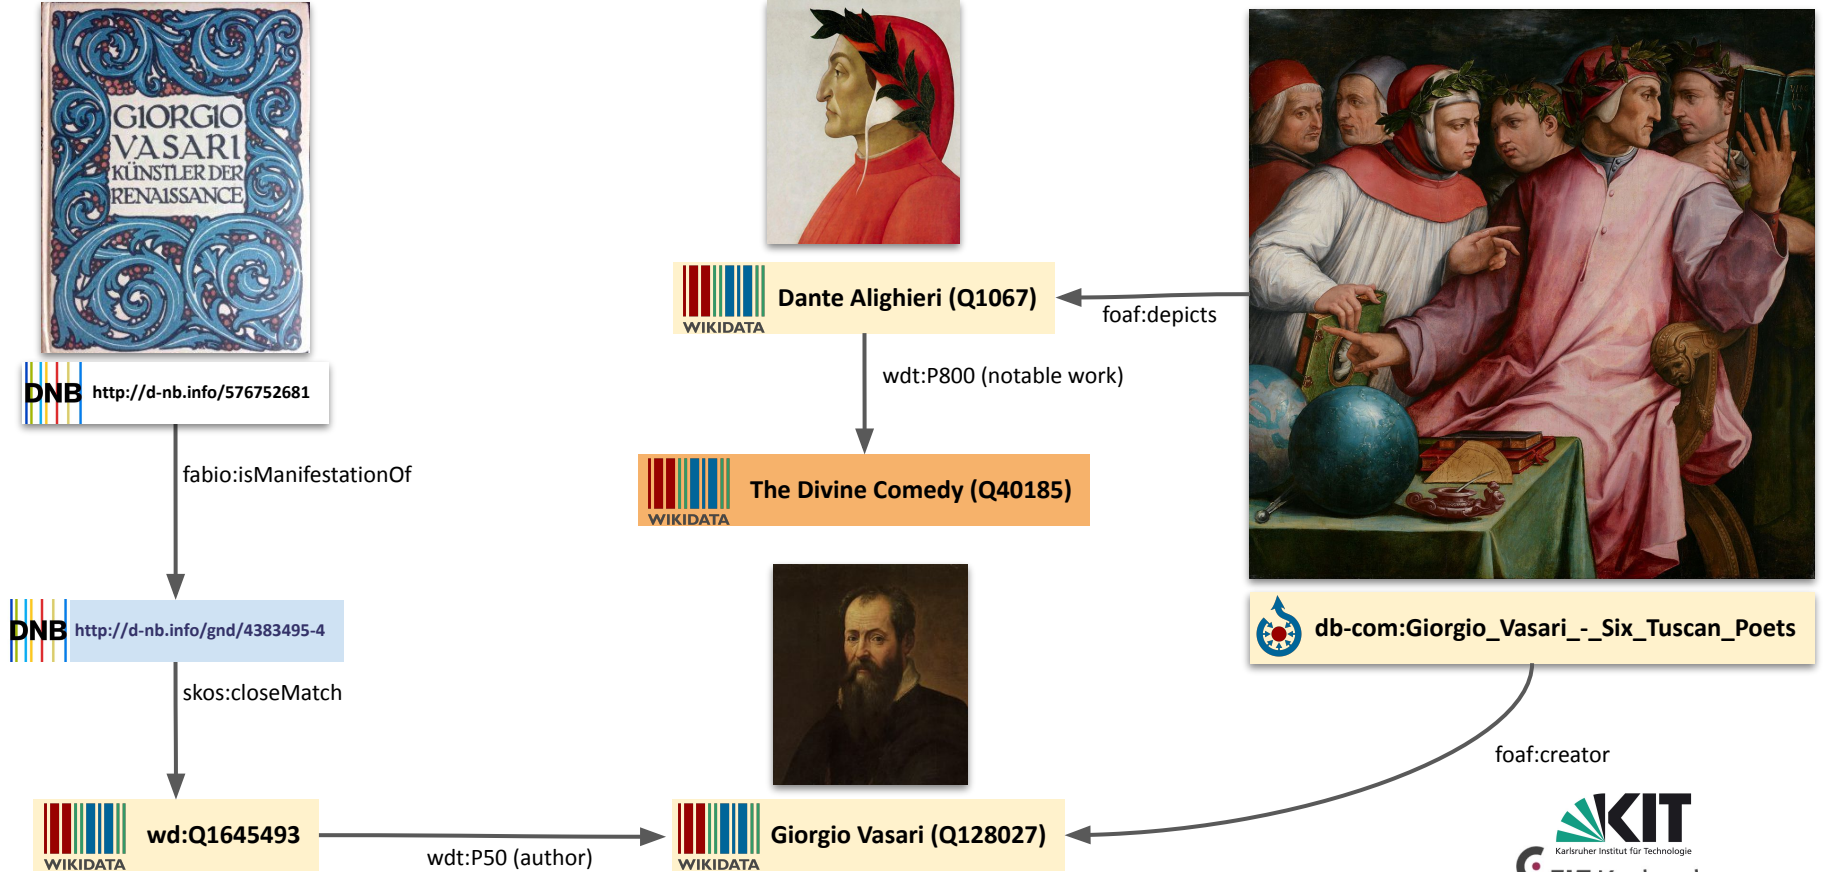 GIORGIO
VASARI
KÜNSTLER DER
RENAISSANCE
DNB http://d-nb.info/576752681
fabio:isManifestationOf
DNB http://d-nb.info/gnd/4383495-4
skos:closeMatch
WIKIDATA wd:Q1645493
wdt:P50 (author)
WIKIDATA Dante Alighieri (Q1067)
foaf:depicts
wdt:P800 (notable work)
WIKIDATA The Divine Comedy (Q40185)
WIKIDATA Giorgio Vasari (Q128027)
db-com:Giorgio_Vasari_-_Six_Tuscan_Poets
foaf:creator
KIT
Karlsruher Institut für Technologie